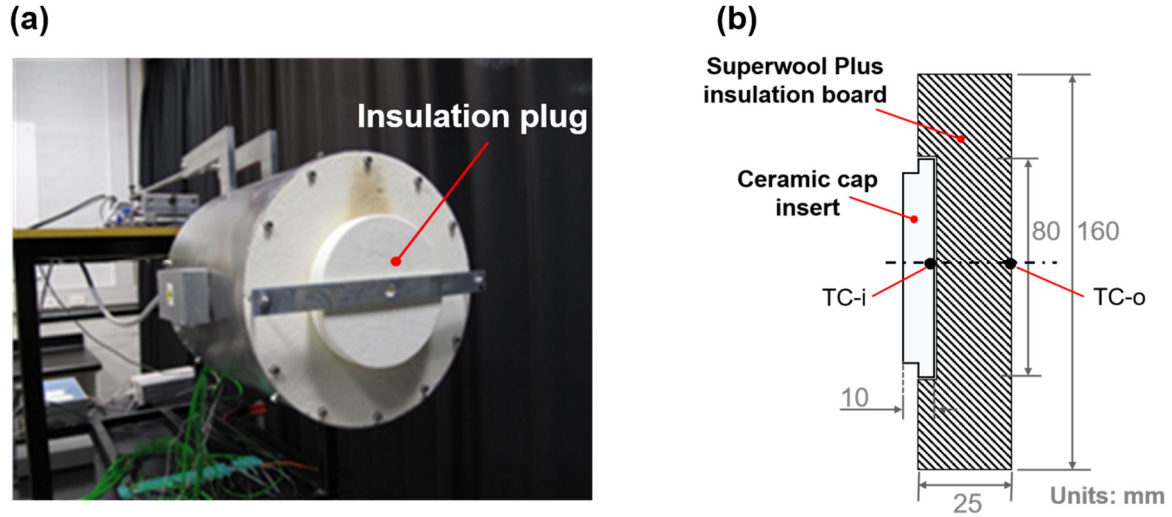 (a)
Insulation plug
(b)
Superwool Plus
insulation board
Ceramic cap
insert
TC-i
TC-o
80
160
10
25
Units: mm